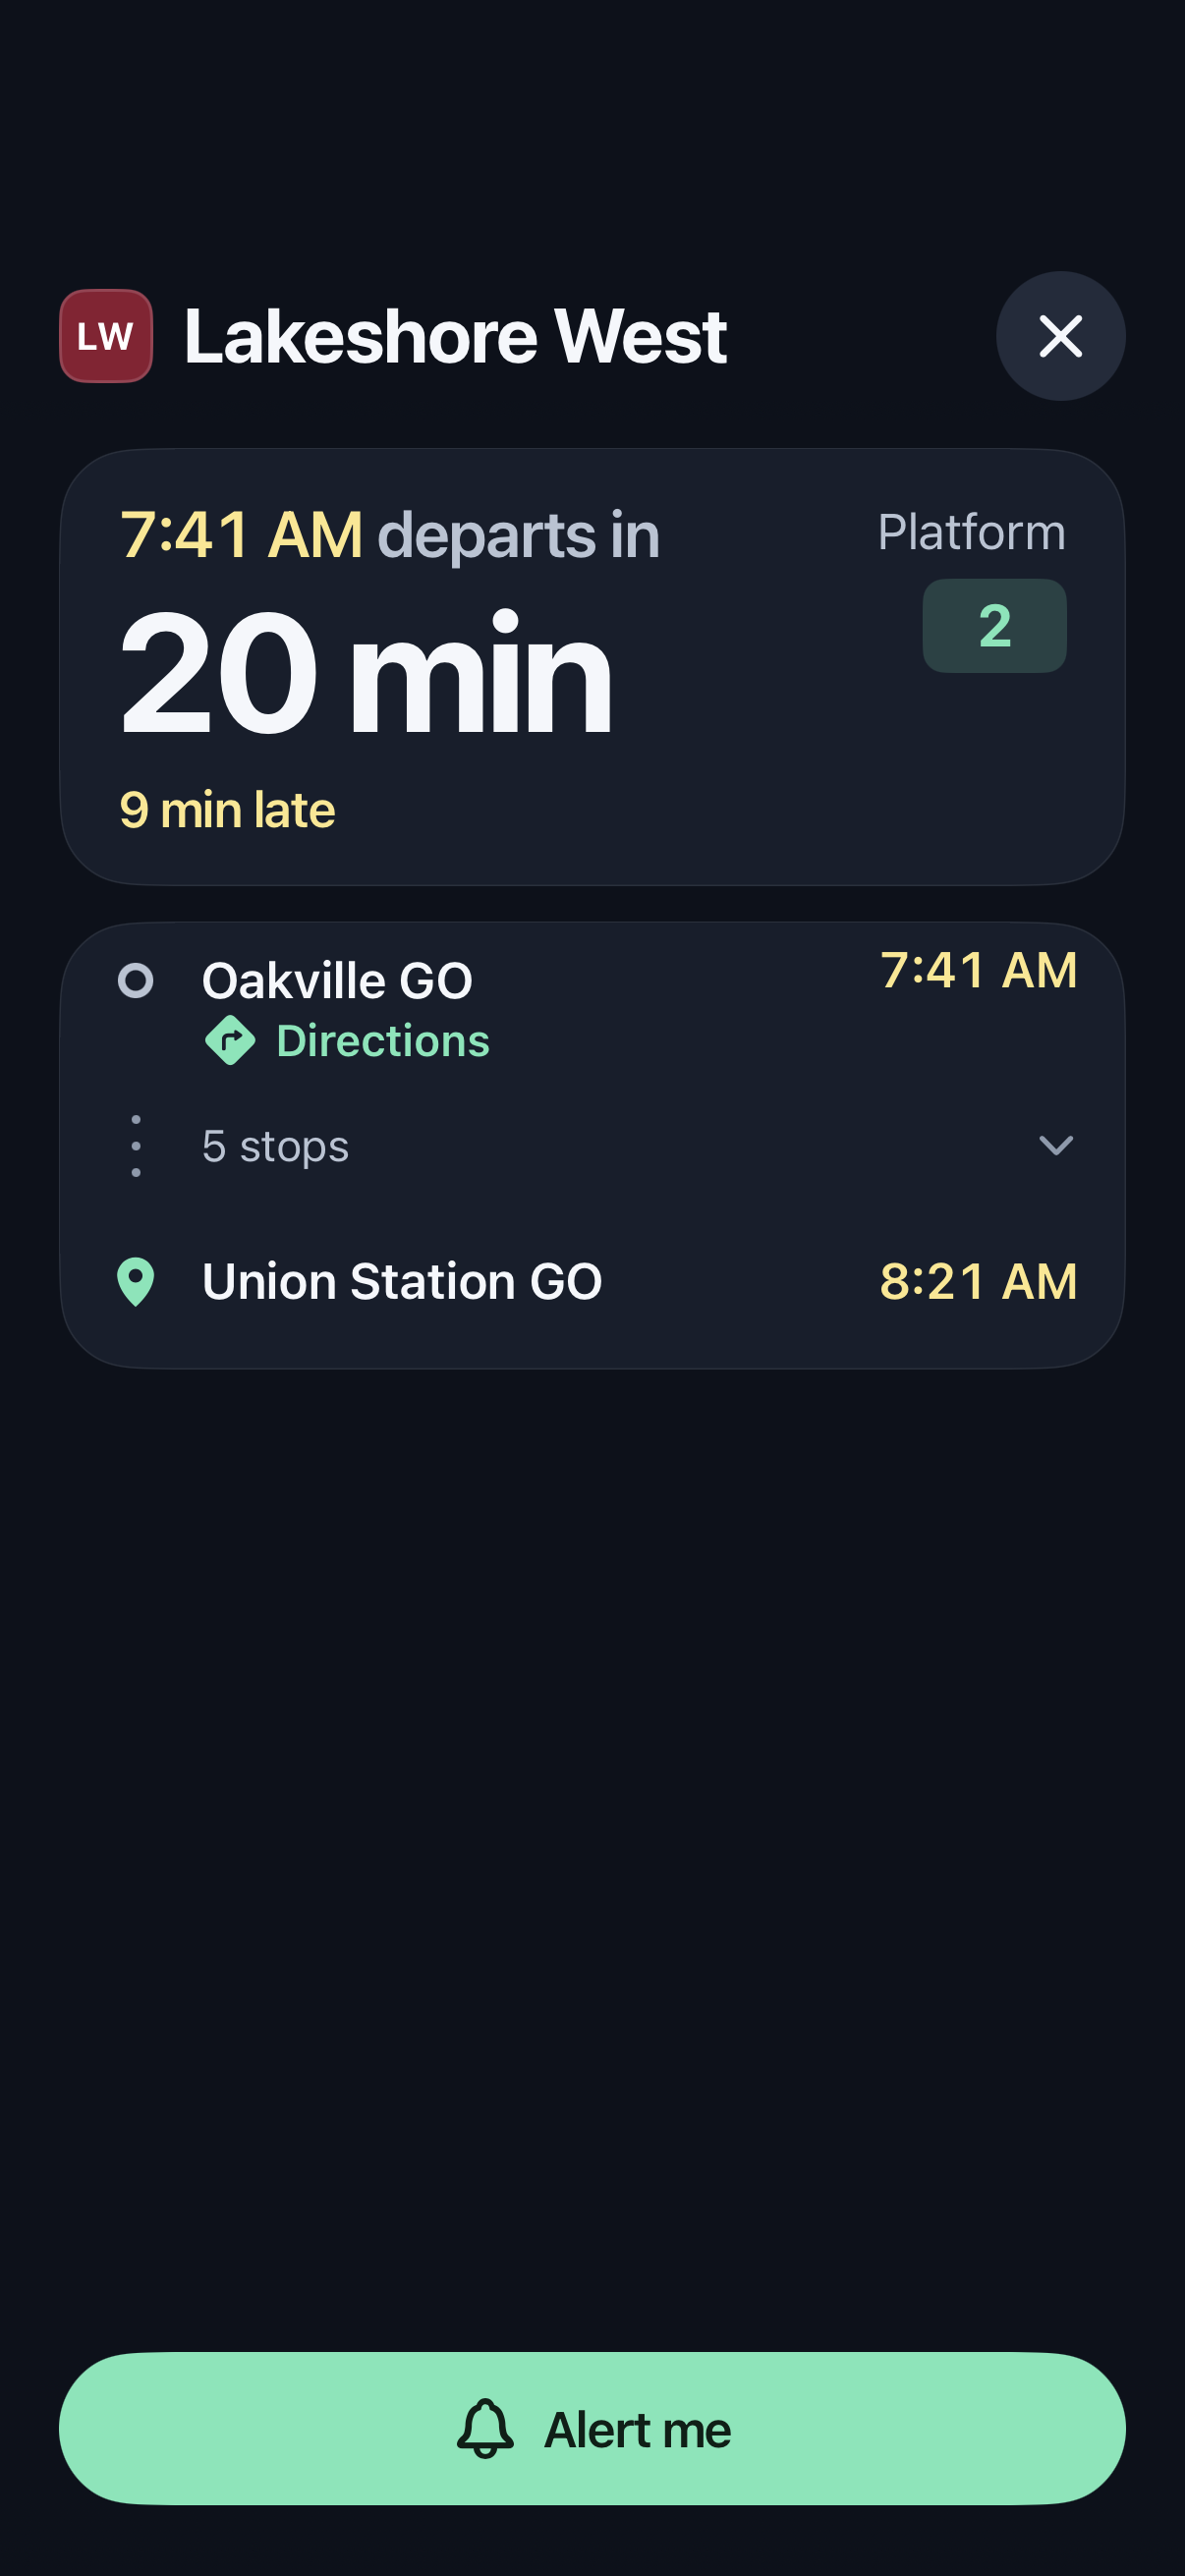 LW Lakeshore West
7:41 AM departs in
Platform
20 min
2
9 min late
Oakville GO
7:41 AM
Directions
5 stops
Union Station GO
8:21 AM
Alert me